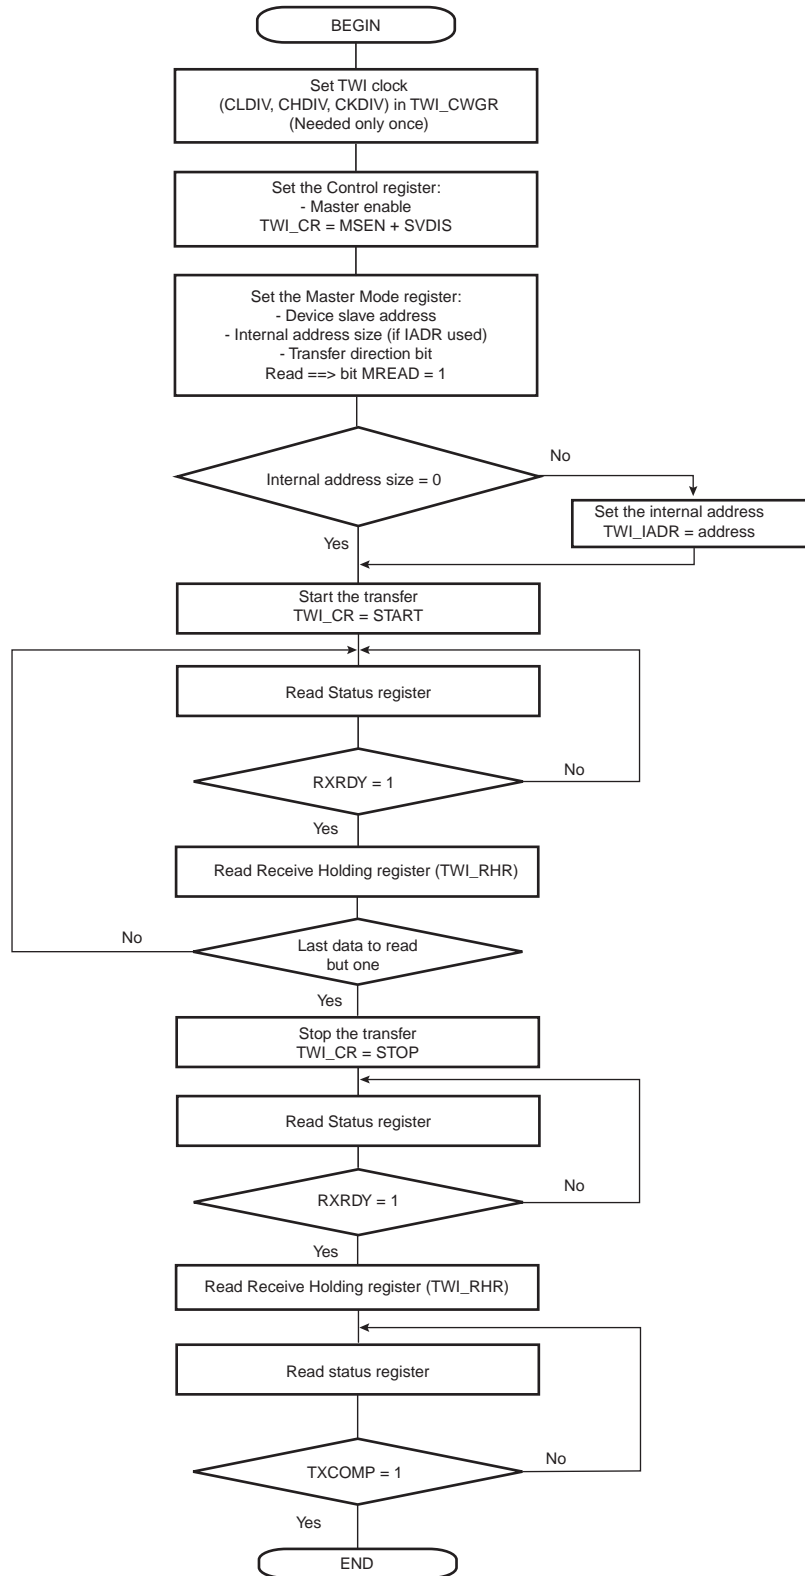 BEGIN
Set TWI clock
(CLDIV, CHDIV, CKDIV) in TWI_CWGR
(Needed only once)
Set the Control register:
- Master enable
TWI_CR = MSEN + SVDIS
Set the Master Mode register:
- Device slave address
- Internal address size (if IADR used)
- Transfer direction bit
Read ==> bit MREAD = 1
Internal address size = 0
No
Set the internal address
TWI_IADR = address
Yes
Start the transfer
TWI_CR = START
Read Status register
RXRDY = 1
No
Yes
Read Receive Holding register (TWI_RHR)
No
Last data to read
but one
Yes
Stop the transfer
TWI_CR = STOP
Read Status register
RXRDY = 1
No
Yes
Read Receive Holding register (TWI_RHR)
Read status register
TXCOMP = 1
No
Yes
END